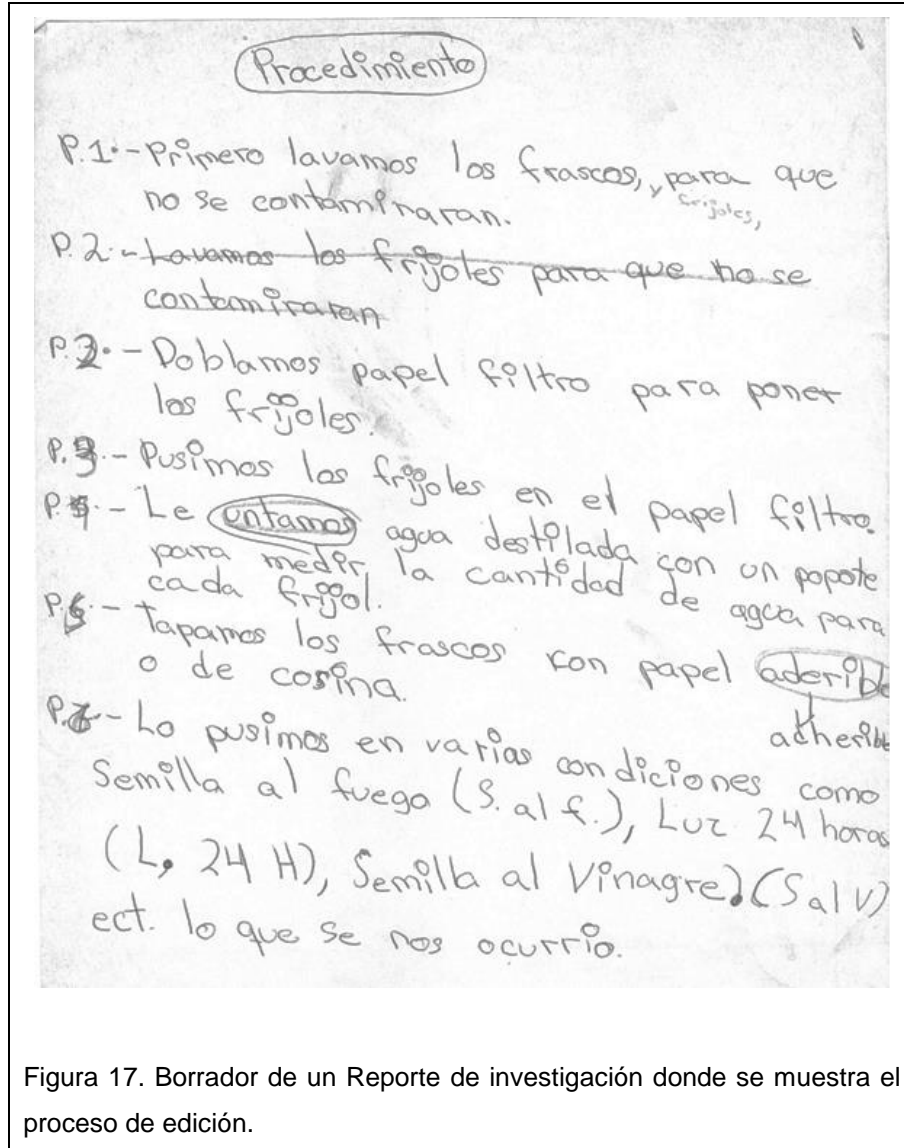 Procedimiento
P.1.- Primero lavamos los frascos, y para que
frijoles,
no se contaminaran.
P.2.- Lavamos los frijoles para que no se
contaminaran
P.2.- Doblamos papel filtro para poner
los frijoles.
P.3.- Pusimos los frijoles en el papel filtro.
P.4.- Le untamos agua destilada con un popote
para medir la cantidad de agua para
cada frijol.
P.5.- Tapamos los frascos con papel aderible
o de cosina.
adherible
P.6.- Lo pusimos en varias condiciones como
Semilla al fuego (S. al f.), Luz 24 horas
(L, 24 H), Semilla al Vinagre.(S al V)
ect. lo que se nos ocurrio.
Figura 17. Borrador de un Reporte de investigación donde se muestra el
proceso de edición.